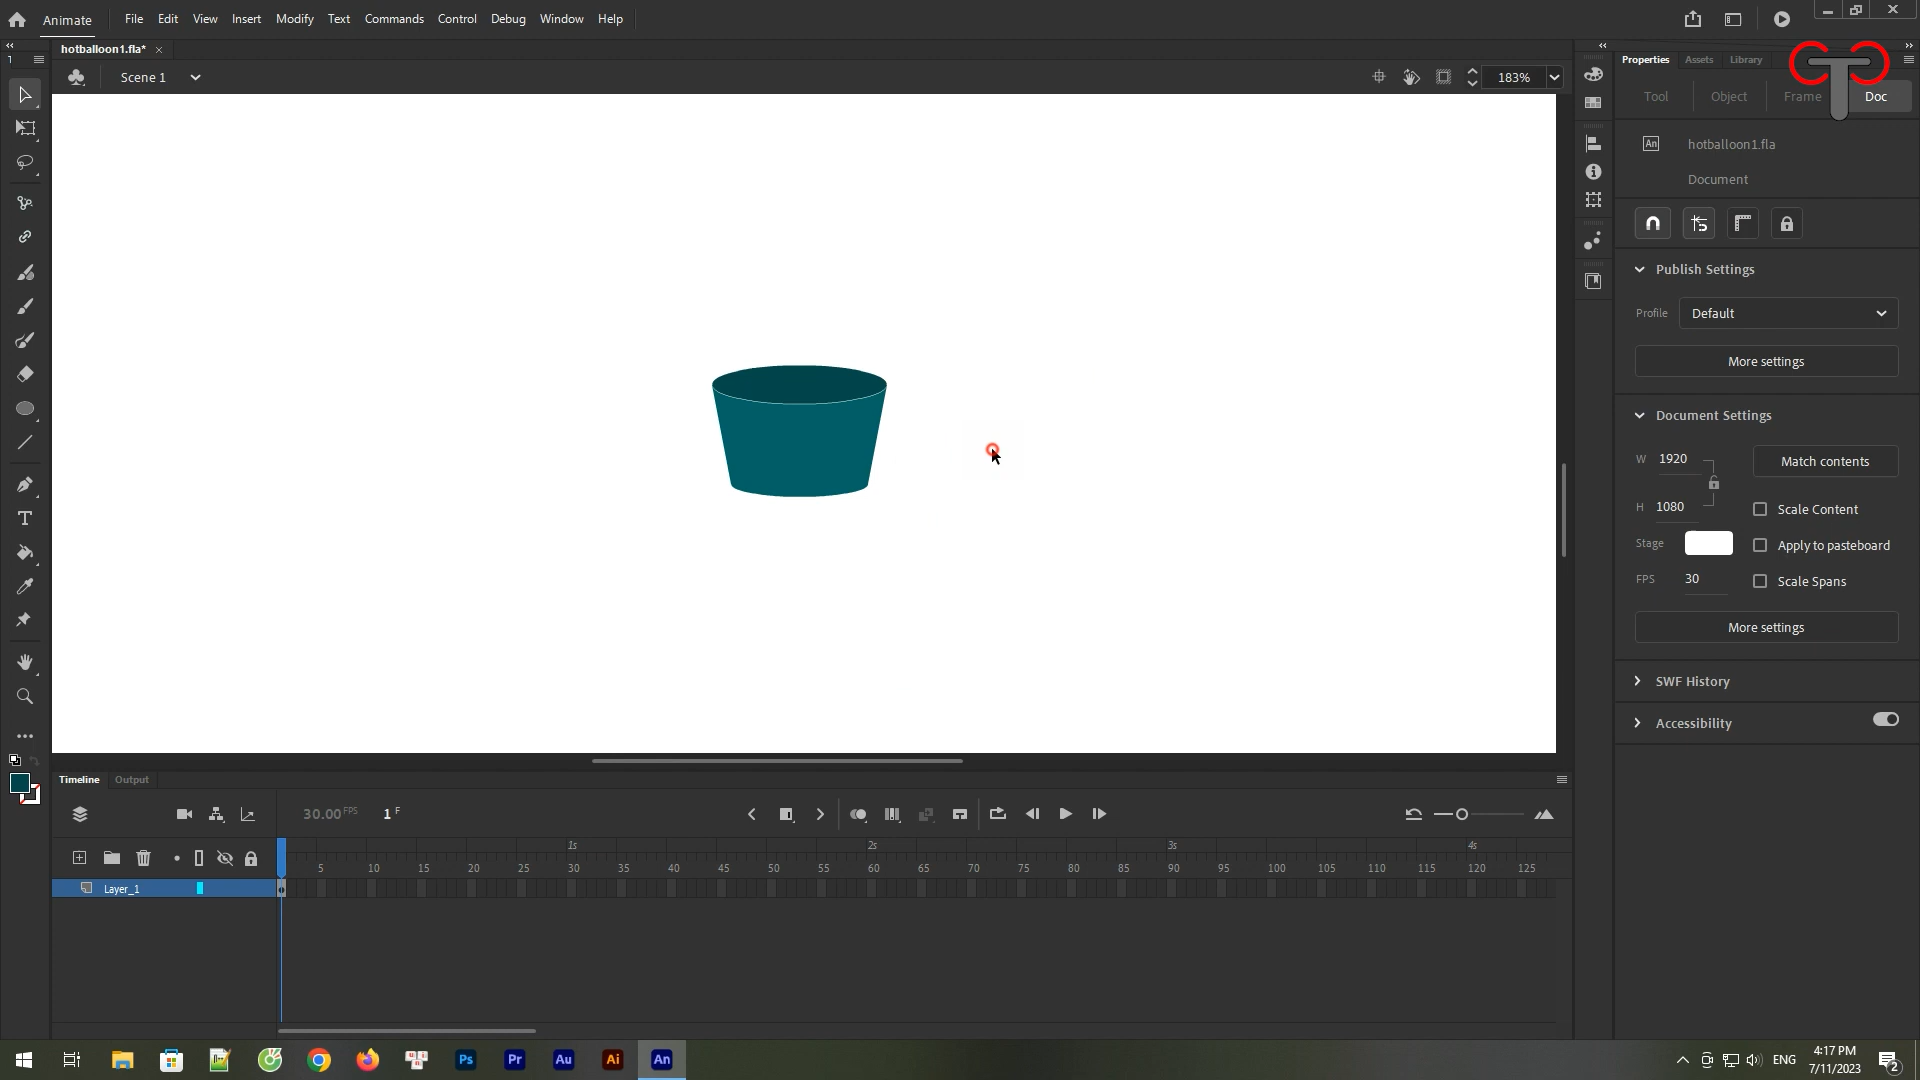 Animate File Edit View Insert Modify Text Commands Control Debug Window Help
hotballoon1.fla*
Scene 1 183%
Properties Assets Library
Tool Object Frame Doc
An hotballoon1.fla
Document
Publish Settings
Profile Default
More settings
Document Settings
W 1920 Match contents
H 1080 Scale Content
Stage Apply to pasteboard
FPS 30 Scale Spans
More settings
SWF History
Accessibility
Timeline Output
30.00 FPS 1 F
1s 2s 3s 4s
5 10 15 20 25 30 35 40 45 50 55 60 65 70 75 80 85 90 95 100 105 110 115 120 125
Layer_1
Ps Pr Au Ai An
ENG
4:17 PM
7/11/2023
2